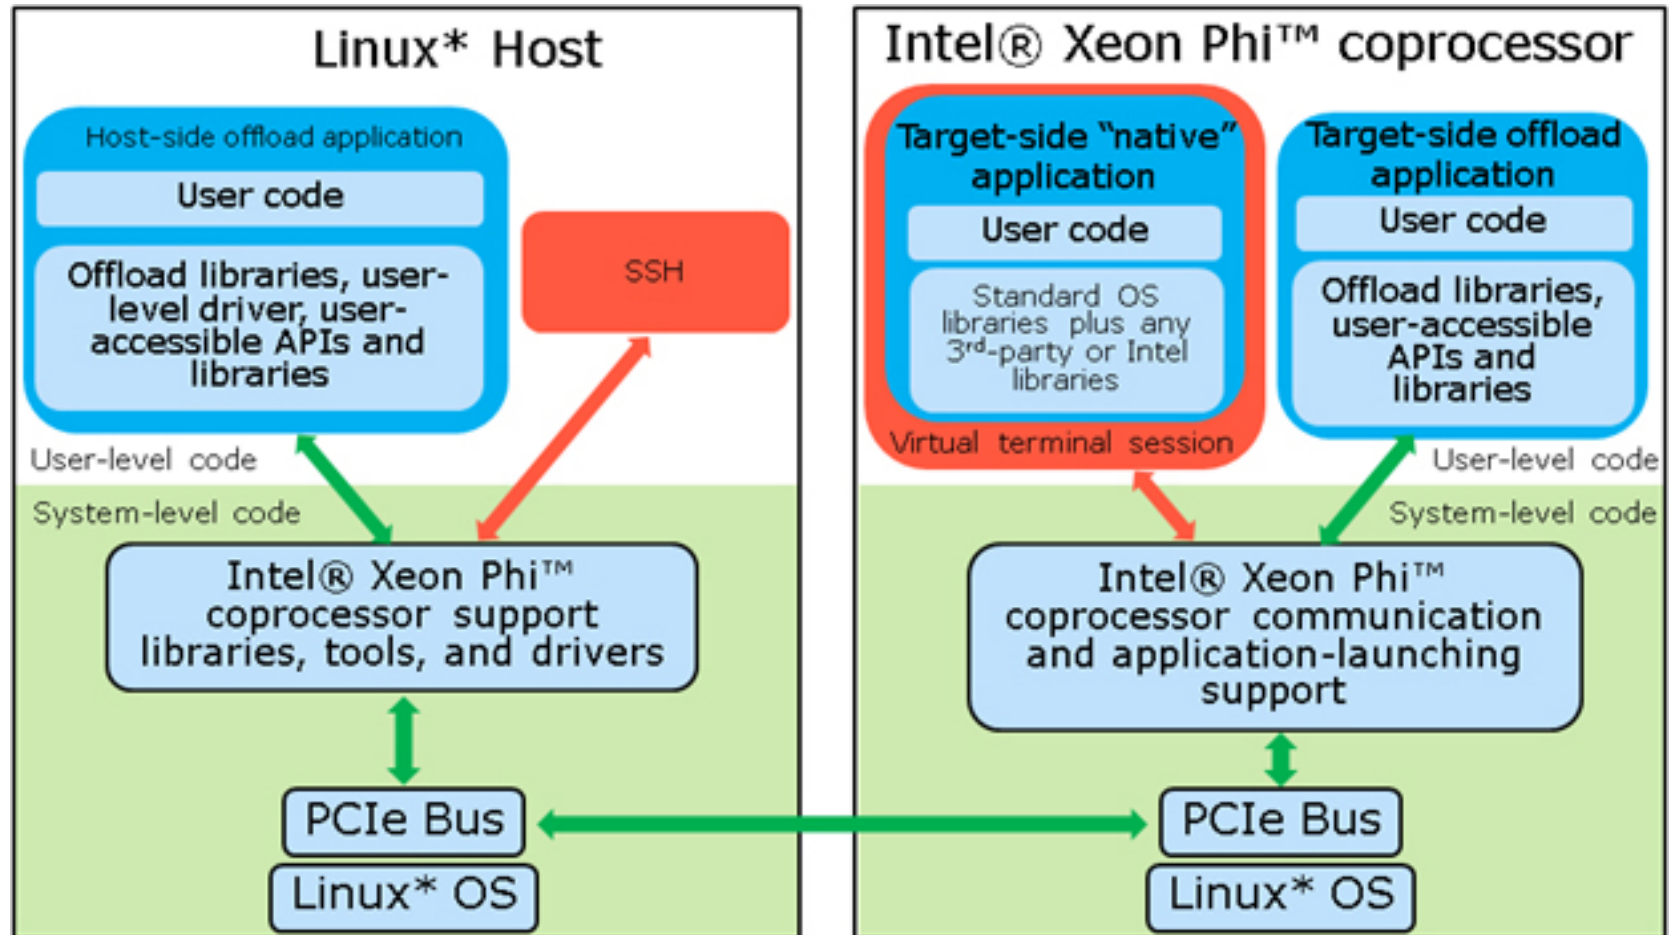 Linux* Host
Host-side offload application
User code
Offload libraries, user-
level driver, user-
accessible APIs and
libraries
SSH
User-level code
System-level code
Intel® Xeon Phi™
coprocessor support
libraries, tools, and drivers
PCIe Bus
Linux* OS
Intel® Xeon Phi™ coprocessor
Target-side “native”
application
User code
Standard OS
libraries plus any
3rd-party or Intel
libraries
Virtual terminal session
Target-side offload
application
User code
Offload libraries,
user-accessible
APIs and
libraries
User-level code
System-level code
Intel® Xeon Phi™
coprocessor communication
and application-launching
support
PCIe Bus
Linux* OS